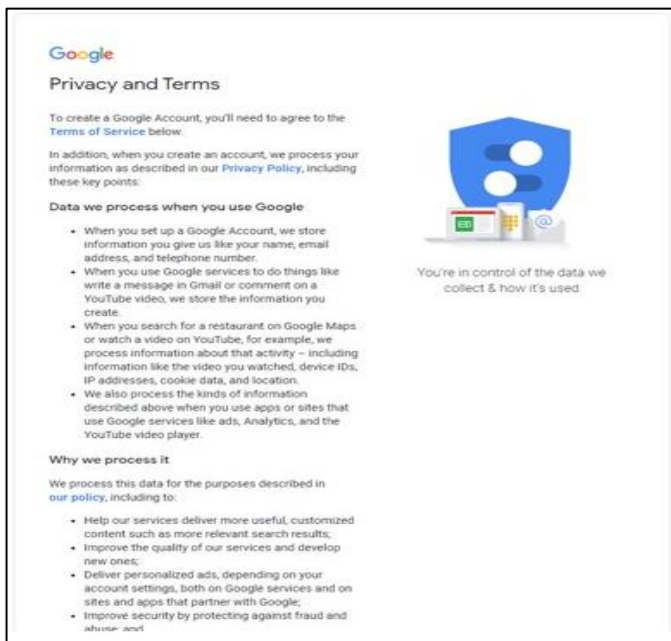 Google
Privacy and Terms
To create a Google Account, you'll need to agree to the
Terms of Service below.
In addition, when you create an account, we process your
information as described in our Privacy Policy, including
these key points:
Data we process when you use Google
• When you set up a Google Account, we store
information you give us like your name, email
address, and telephone number.
• When you use Google services to do things like
write a message in Gmail or comment on a
YouTube video, we store the information you
create.
• When you search for a restaurant on Google Maps
or watch a video on YouTube, for example, we
process information about that activity – including
information like the video you watched, device IDs,
IP addresses, cookie data, and location.
• We also process the kinds of information
described above when you use apps or sites that
use Google services like ads, Analytics, and the
YouTube video player.
Why we process it
We process this data for the purposes described in
our policy, including to:
• Help our services deliver more useful, customized
content such as more relevant search results;
• Improve the quality of our services and develop
new ones;
• Deliver personalized ads, depending on your
account settings, both on Google services and on
sites and apps that partner with Google;
• Improve security by protecting against fraud and
abuse; and
@
You're in control of the data we
collect & how it's used